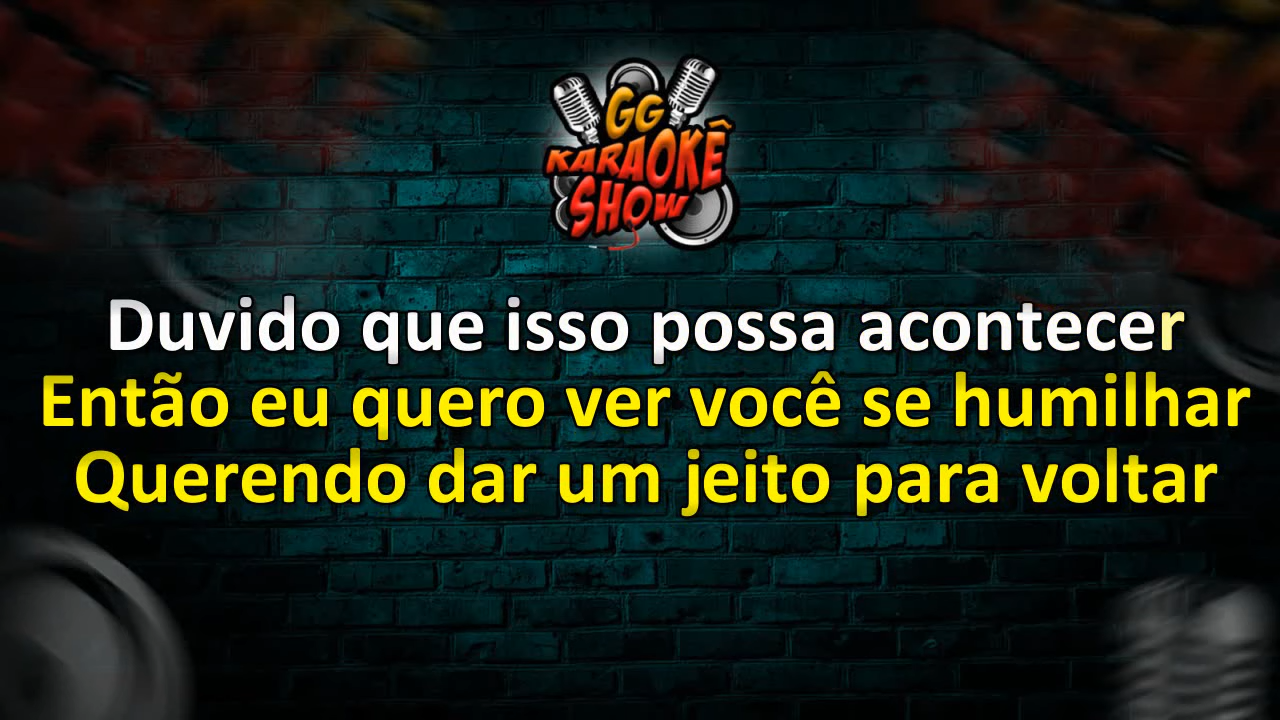 GG
KARAOKÊ
SHOW
Duvido que isso possa acontecer
Então eu quero ver você se humilhar
Querendo dar um jeito para voltar